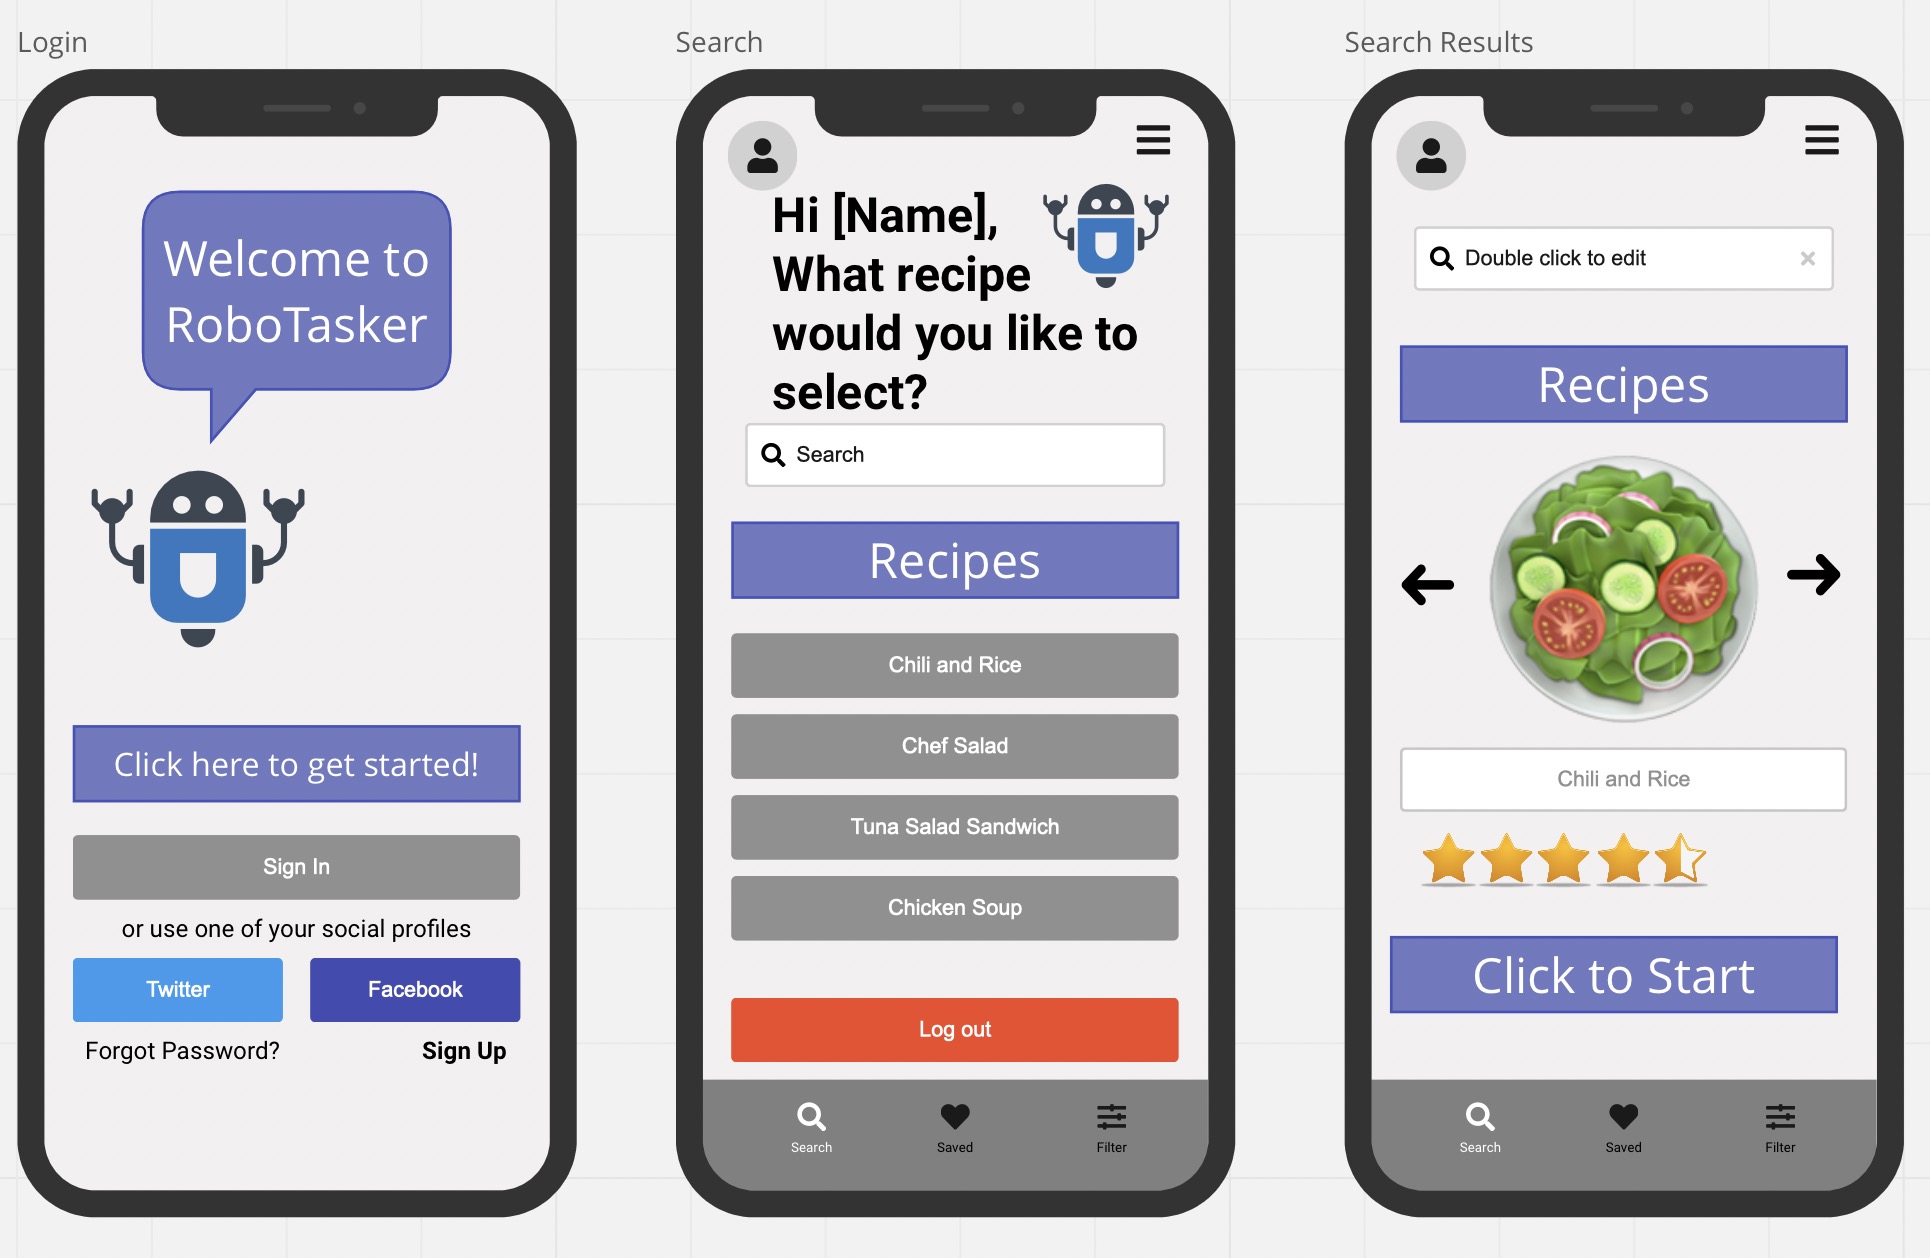 Login
Welcome to
RoboTasker
Click here to get started!
Sign In
or use one of your social profiles
Twitter
Facebook
Forgot Password?
Sign Up
Search
Hi [Name],
What recipe
would you like to
select?
Search
Recipes
Chili and Rice
Chef Salad
Tuna Salad Sandwich
Chicken Soup
Log out
Search
Saved
Filter
Search Results
Double click to edit
Recipes
Chili and Rice
Click to Start
Search
Saved
Filter